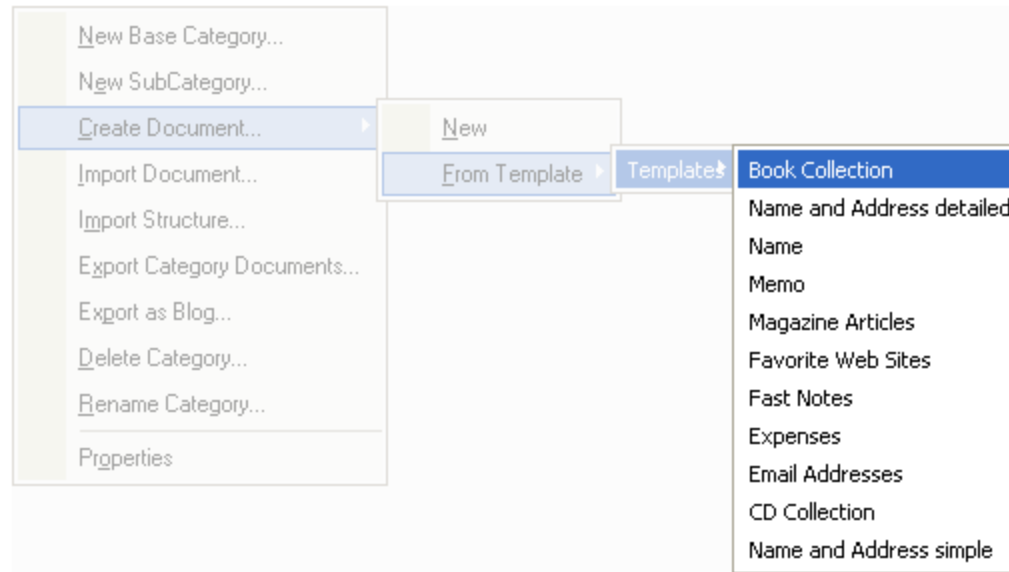 New Base Category...
New SubCategory...
Create Document...
Import Document...
Import Structure...
Export Category Documents...
Export as Blog...
Delete Category...
Rename Category...
Properties
New
From Template
Templates
Book Collection
Name and Address detailed
Name
Memo
Magazine Articles
Favorite Web Sites
Fast Notes
Expenses
Email Addresses
CD Collection
Name and Address simple